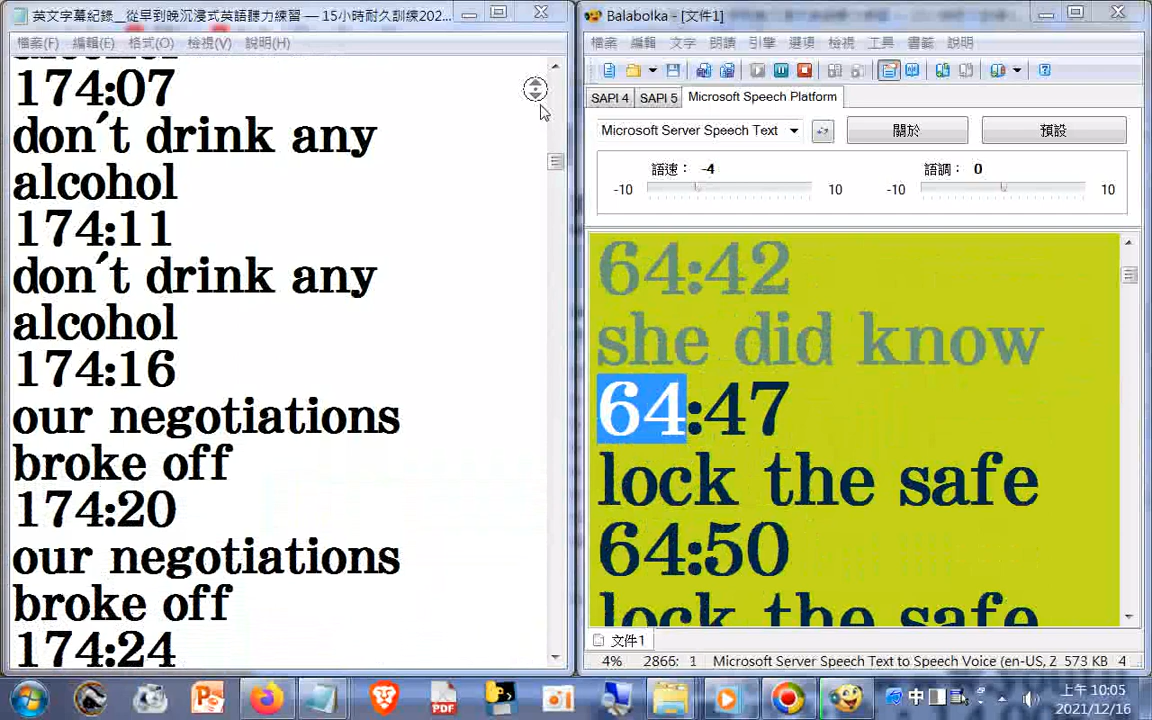 英文字幕紀錄__從早到晚沉浸式英語聽力練習 — 15小時耐久訓練202...
檔案(F) 編輯(E) 格式(O) 檢視(V) 說明(H)
alcohol
174:07
don't drink any
alcohol
174:11
don't drink any
alcohol
174:16
our negotiations
broke off
174:20
our negotiations
broke off
174:24
Balabolka - [文件1]
檔案 編輯 文字 朗讀 引擎 選項 檢視 工具 書籤 說明
SAPI 4 SAPI 5 Microsoft Speech Platform
Microsoft Server Speech Text 關於 預設
語速： -4 語調： 0
-10 10 -10 10
64:42
she did know
64:47
lock the safe
64:50
lock the safe
文件1
4% 2866: 1 Microsoft Server Speech Text to Speech Voice (en-US, 2 573 KB 4
PDF 中 上午 10:05
2021/12/16